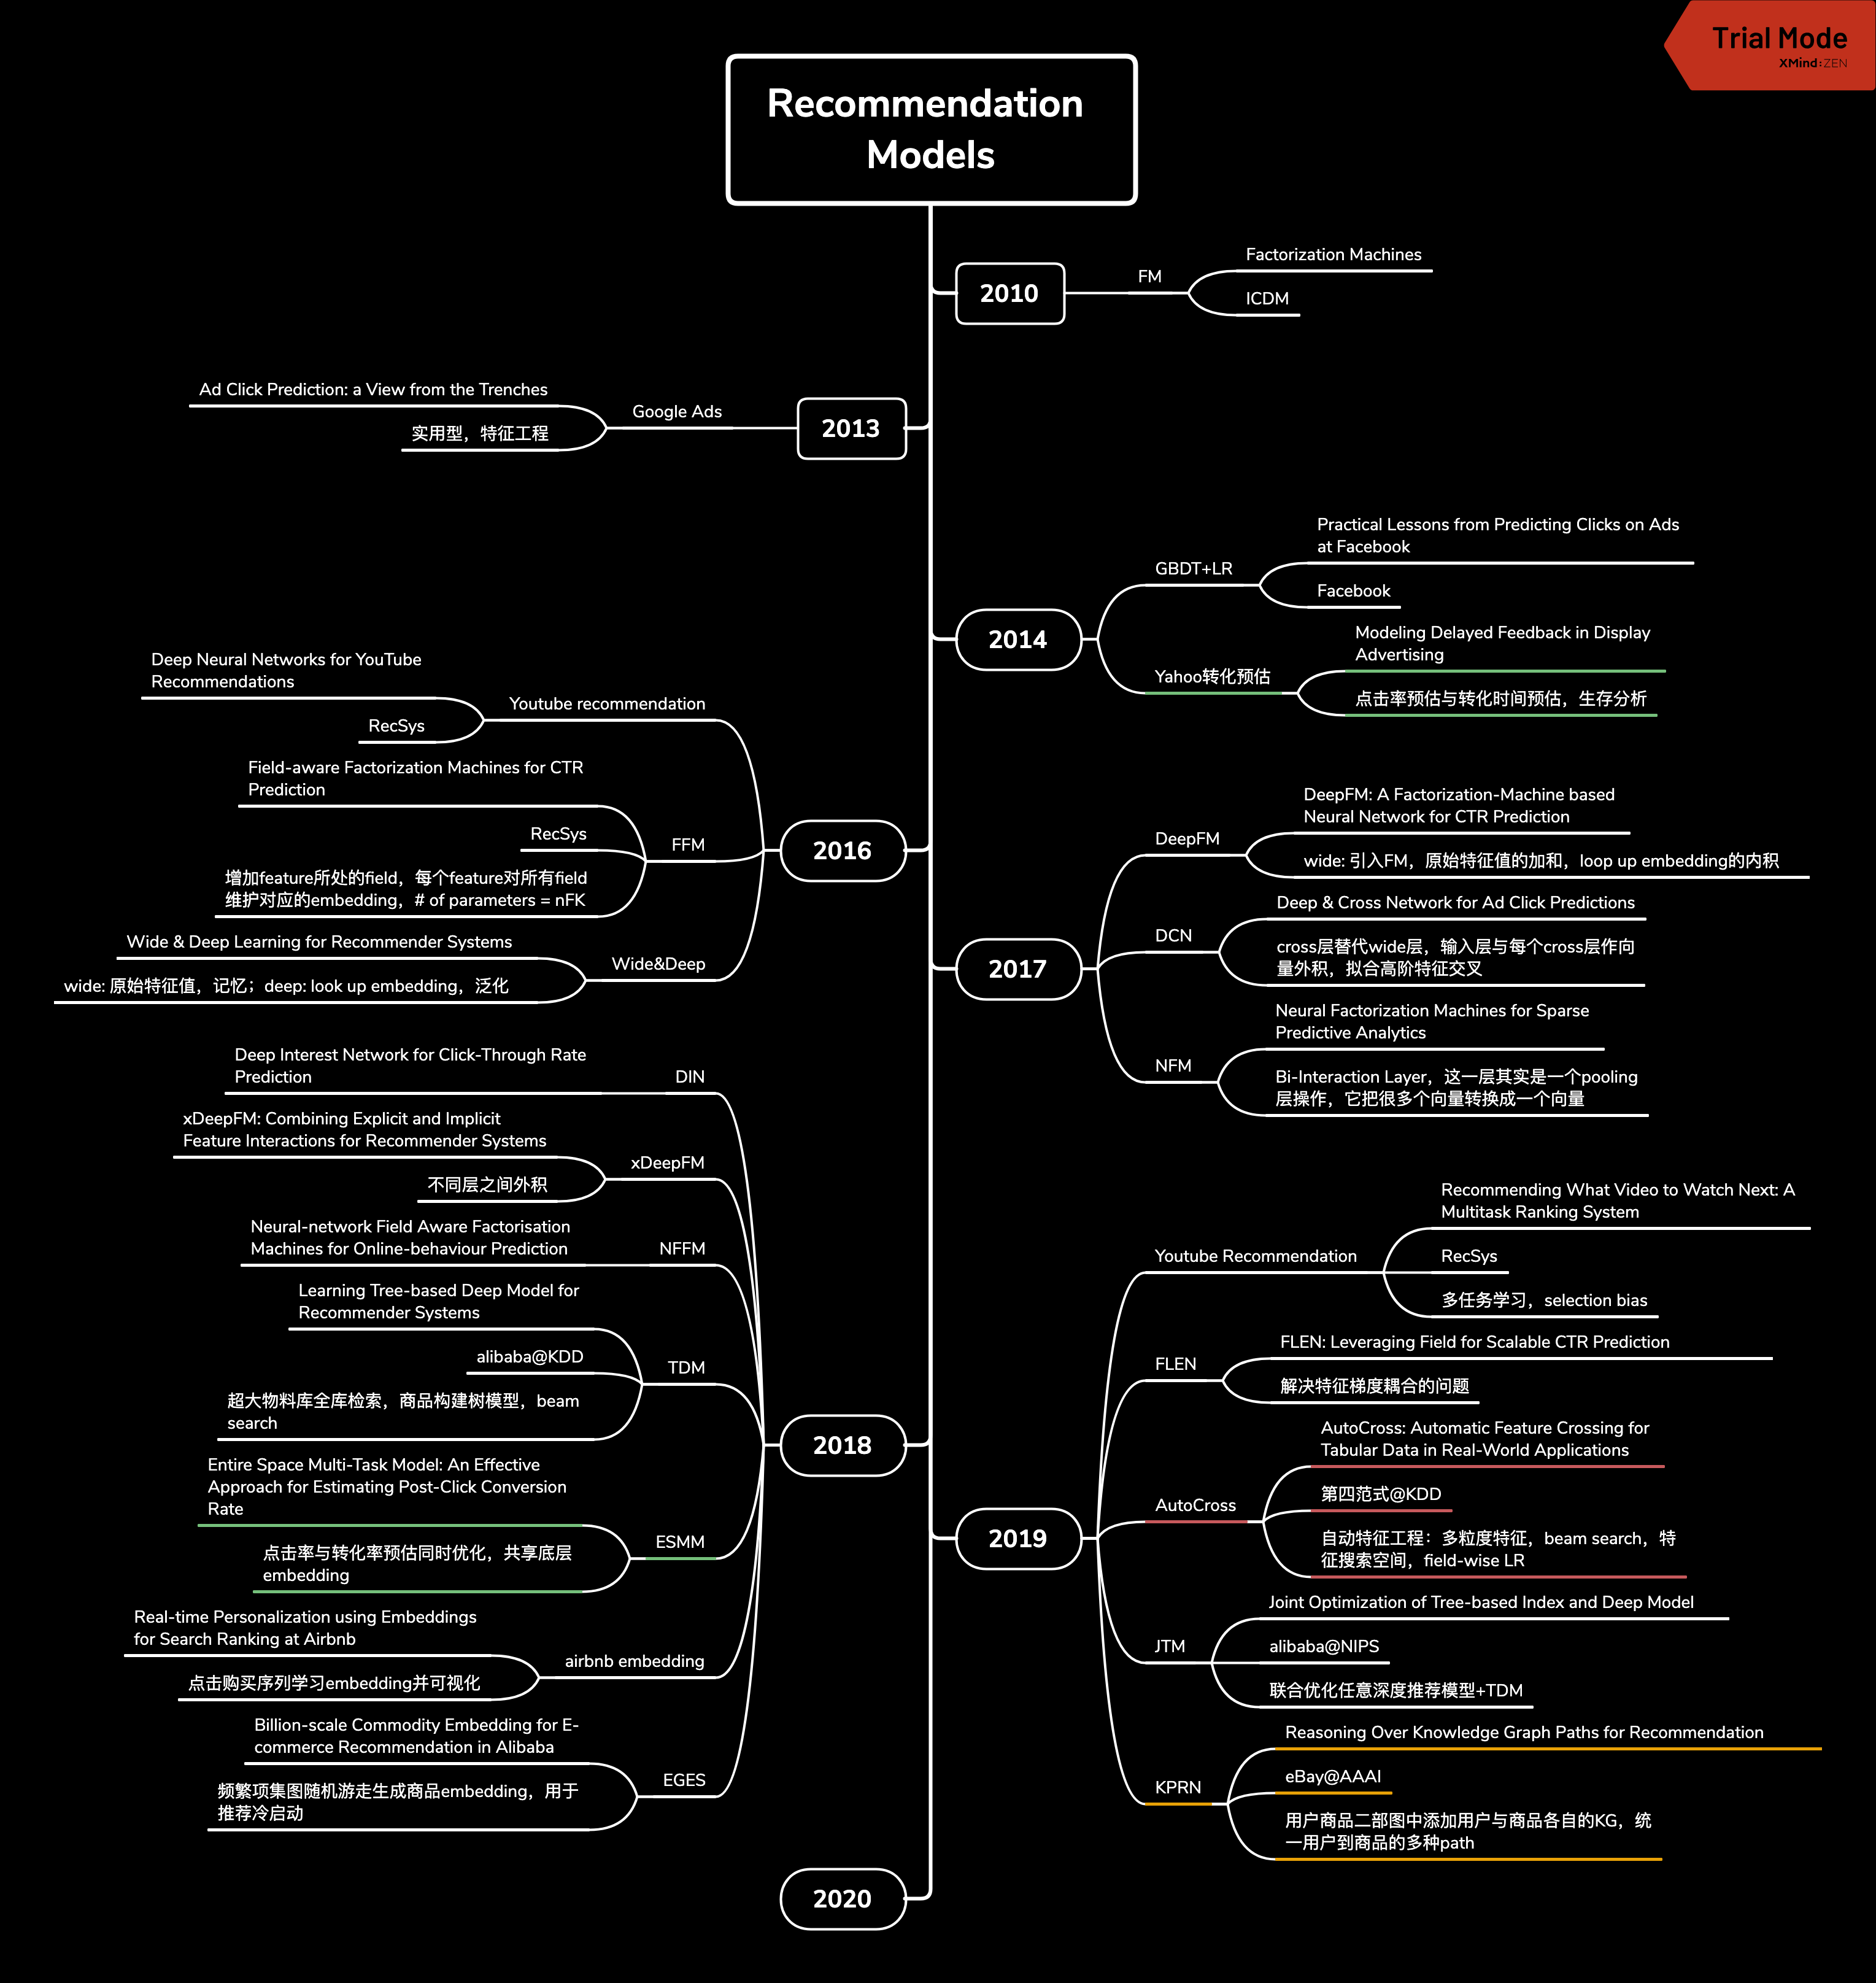 Trial Mode
XMind:ZEN
Recommendation
Models
2010
FM
Factorization Machines
ICDM
2013
Google Ads
Ad Click Prediction: a View from the Trenches
实用型，特征工程
2014
GBDT+LR
Practical Lessons from Predicting Clicks on Ads
at Facebook
Facebook
Yahoo转化预估
Modeling Delayed Feedback in Display
Advertising
点击率预估与转化时间预估，生存分析
2016
Youtube recommendation
Deep Neural Networks for YouTube
Recommendations
RecSys
FFM
Field-aware Factorization Machines for CTR
Prediction
RecSys
增加feature所处的field，每个feature对所有field
维护对应的embedding，# of parameters = nFK
Wide&Deep
Wide & Deep Learning for Recommender Systems
wide: 原始特征值，记忆；deep: look up embedding，泛化
2017
DeepFM
DeepFM: A Factorization-Machine based
Neural Network for CTR Prediction
wide: 引入FM，原始特征值的加和，loop up embedding的内积
DCN
Deep & Cross Network for Ad Click Predictions
cross层替代wide层，输入层与每个cross层作向
量外积，拟合高阶特征交叉
NFM
Neural Factorization Machines for Sparse
Predictive Analytics
Bi-Interaction Layer，这一层其实是一个pooling
层操作，它把很多个向量转换成一个向量
2018
DIN
Deep Interest Network for Click-Through Rate
Prediction
xDeepFM
xDeepFM: Combining Explicit and Implicit
Feature Interactions for Recommender Systems
不同层之间外积
NFFM
Neural-network Field Aware Factorisation
Machines for Online-behaviour Prediction
TDM
Learning Tree-based Deep Model for
Recommender Systems
alibaba@KDD
超大物料库全库检索，商品构建树模型，beam
search
ESMM
Entire Space Multi-Task Model: An Effective
Approach for Estimating Post-Click Conversion
Rate
点击率与转化率预估同时优化，共享底层
embedding
airbnb embedding
Real-time Personalization using Embeddings
for Search Ranking at Airbnb
点击购买序列学习embedding并可视化
EGES
Billion-scale Commodity Embedding for E-
commerce Recommendation in Alibaba
频繁项集图随机游走生成商品embedding，用于
推荐冷启动
2019
Youtube Recommendation
Recommending What Video to Watch Next: A
Multitask Ranking System
RecSys
多任务学习，selection bias
FLEN
FLEN: Leveraging Field for Scalable CTR Prediction
解决特征梯度耦合的问题
AutoCross
AutoCross: Automatic Feature Crossing for
Tabular Data in Real-World Applications
第四范式@KDD
自动特征工程：多粒度特征，beam search，特
征搜索空间，field-wise LR
JTM
Joint Optimization of Tree-based Index and Deep Model
alibaba@NIPS
联合优化任意深度推荐模型+TDM
KPRN
Reasoning Over Knowledge Graph Paths for Recommendation
eBay@AAAI
用户商品二部图中添加用户与商品各自的KG，统
一用户到商品的多种path
2020